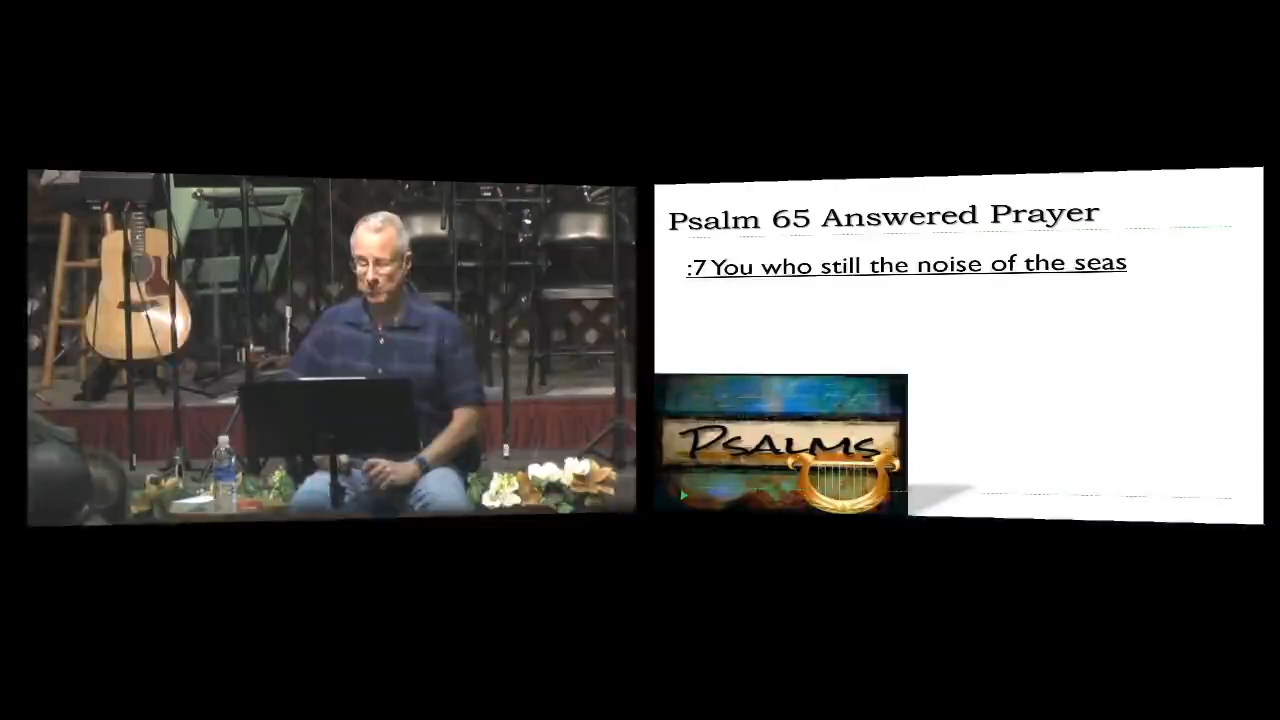 Psalm 65 Answered Prayer
:7 You who still the noise of the seas
PSALMS